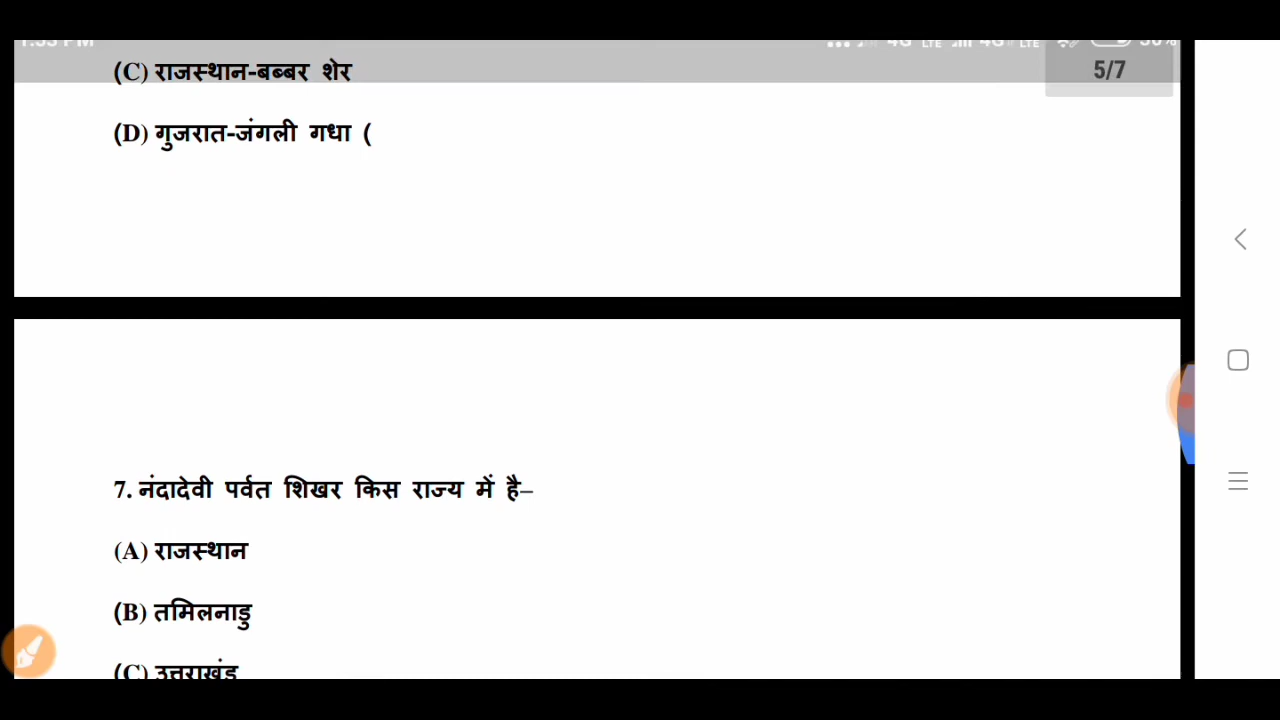 (C) राजस्थान-बब्बर शेर
5/7
(D) गुजरात-जंगली गधा (
7. नंदादेवी पर्वत शिखर किस राज्य में है–
(A) राजस्थान
(B) तमिलनाडु
(C) उत्तराखंड